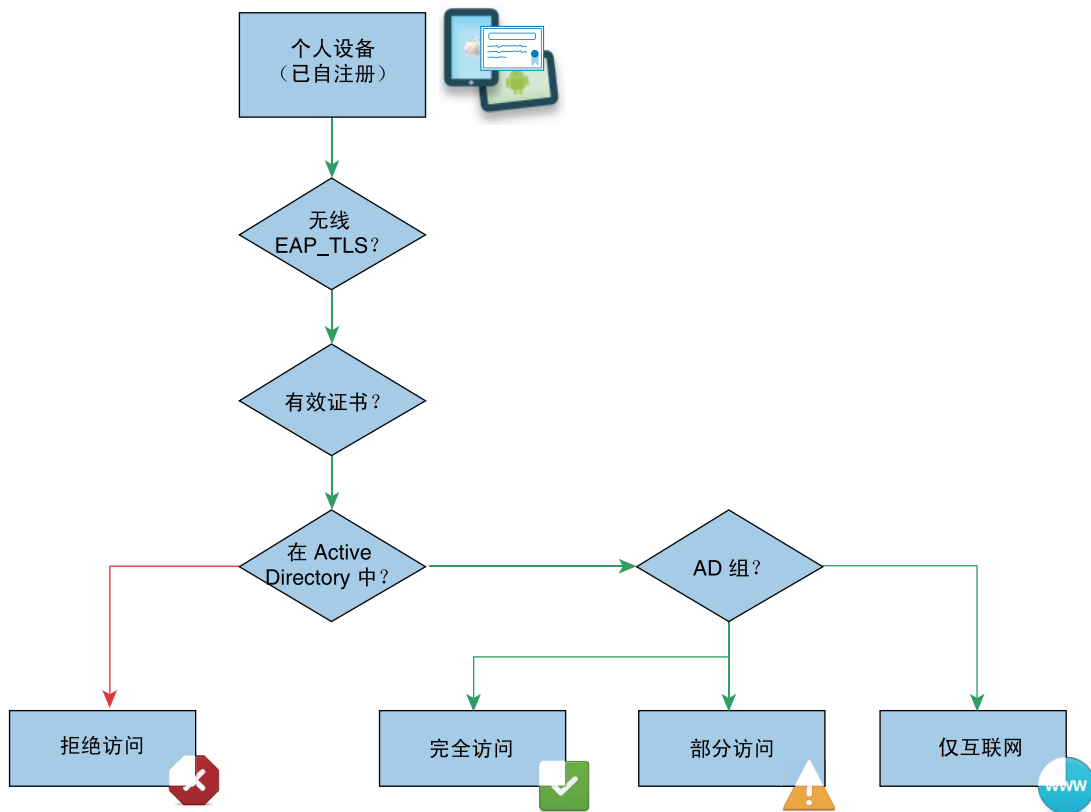 个人设备
（已自注册）
无线
EAP_TLS？
有效证书？
在 Active
Directory 中？
AD 组？
拒绝访问
完全访问
部分访问
仅互联网
www